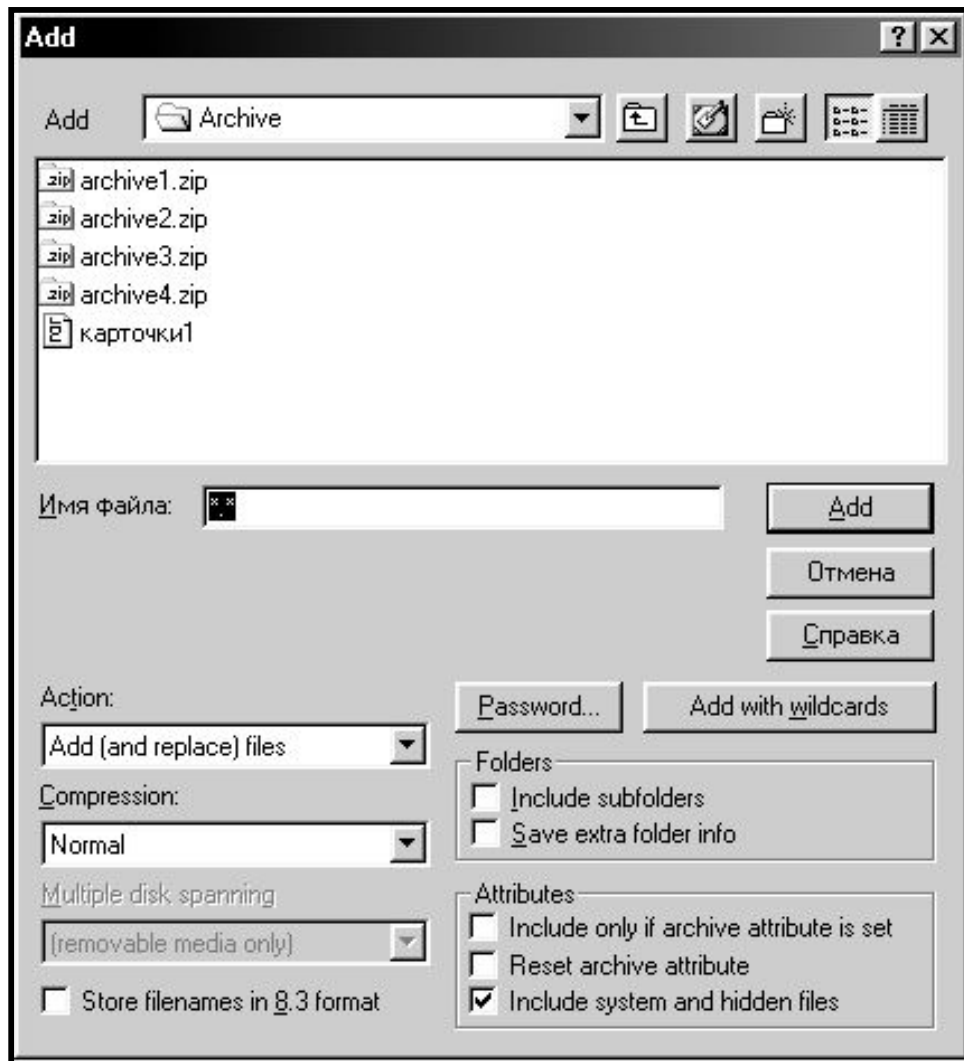 Add
Add Archive
archive1.zip
archive2.zip
archive3.zip
archive4.zip
карточки1
Имя файла: *.*
Add
Отмена
Справка
Action:
Add (and replace) files
Password...
Add with wildcards
Compression:
Normal
Folders
Include subfolders
Save extra folder info
Multiple disk spanning
(removable media only)
Store filenames in 8.3 format
Attributes
Include only if archive attribute is set
Reset archive attribute
Include system and hidden files